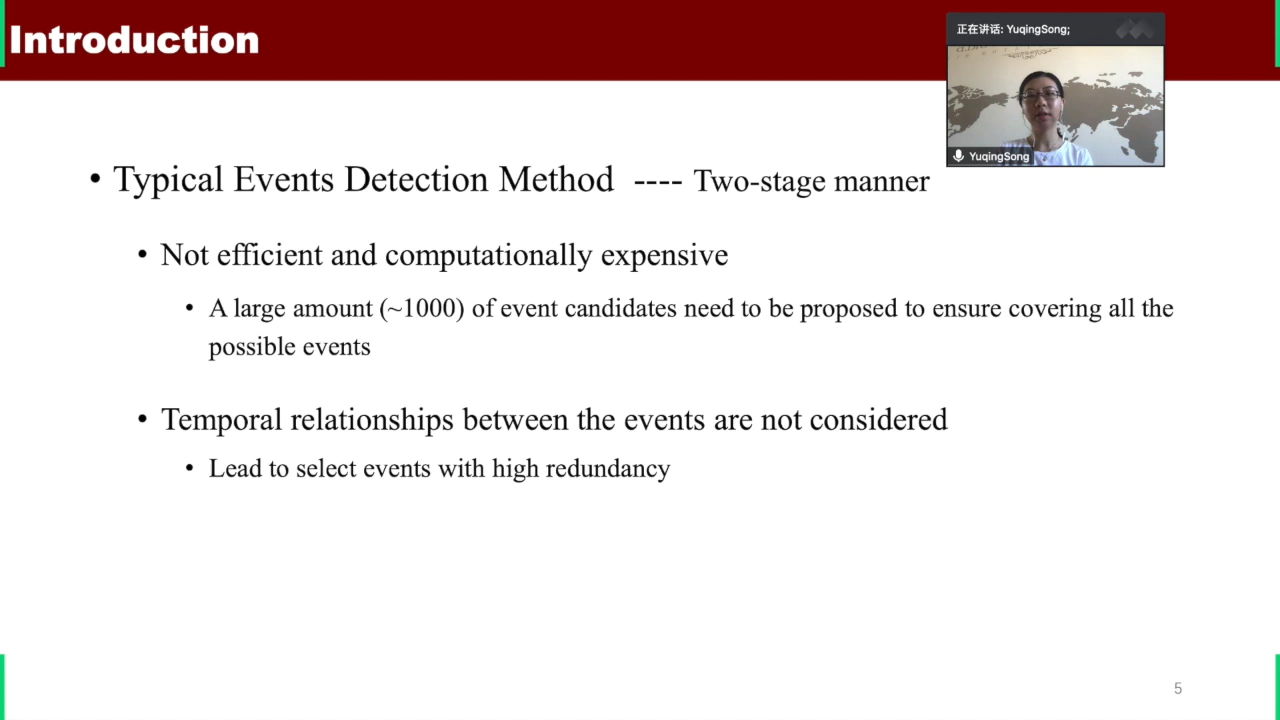 Introduction
正在讲话: YuqingSong;
YuqingSong
• Typical Events Detection Method ---- Two-stage manner
• Not efficient and computationally expensive
• A large amount (~1000) of event candidates need to be proposed to ensure covering all the
possible events
• Temporal relationships between the events are not considered
• Lead to select events with high redundancy
5